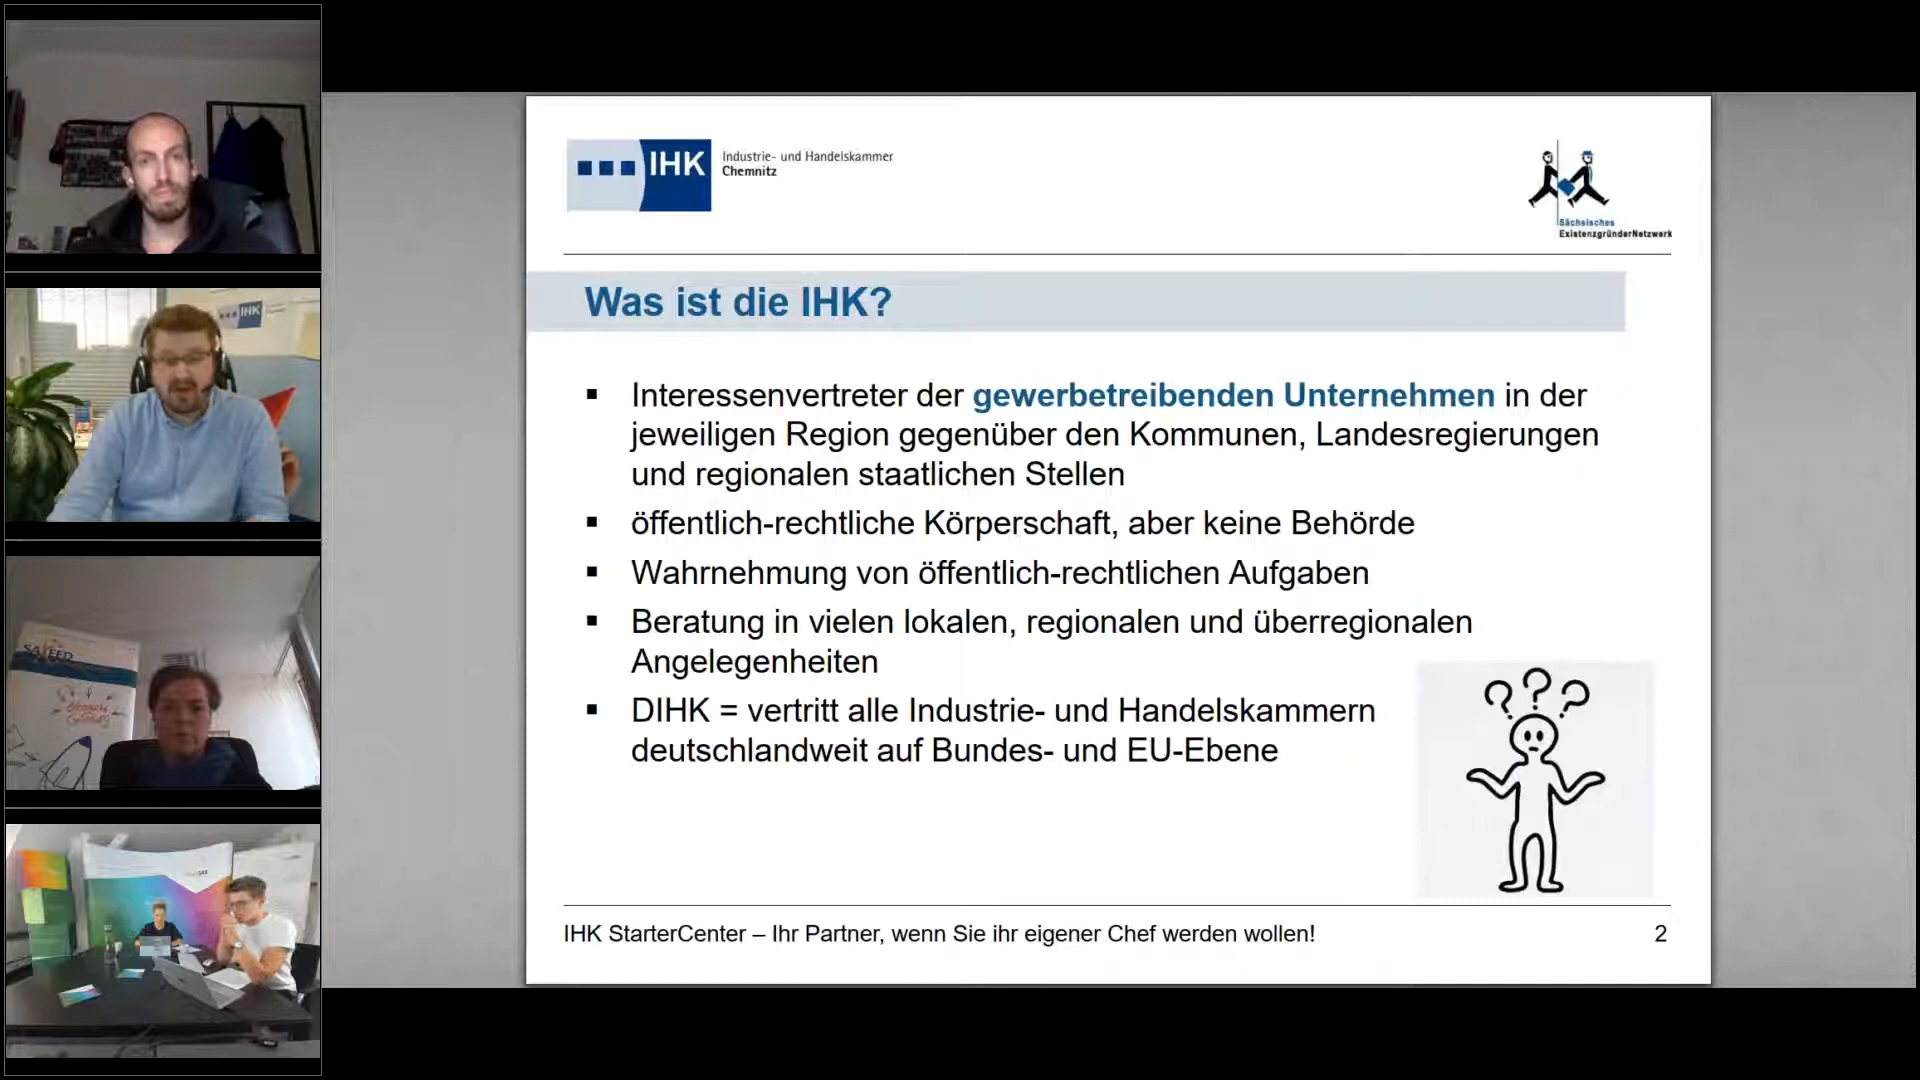 IHK
Industrie- und Handelskammer
Chemnitz
Sächsisches
ExistenzgründerNetzwerk
Was ist die IHK?
▪ Interessenvertreter der gewerbetreibenden Unternehmen in der
jeweiligen Region gegenüber den Kommunen, Landesregierungen
und regionalen staatlichen Stellen
▪ öffentlich-rechtliche Körperschaft, aber keine Behörde
▪ Wahrnehmung von öffentlich-rechtlichen Aufgaben
▪ Beratung in vielen lokalen, regionalen und überregionalen
Angelegenheiten
▪ DIHK = vertritt alle Industrie- und Handelskammern
deutschlandweit auf Bundes- und EU-Ebene
? ? ?
IHK StarterCenter – Ihr Partner, wenn Sie ihr eigener Chef werden wollen!
2
IHK